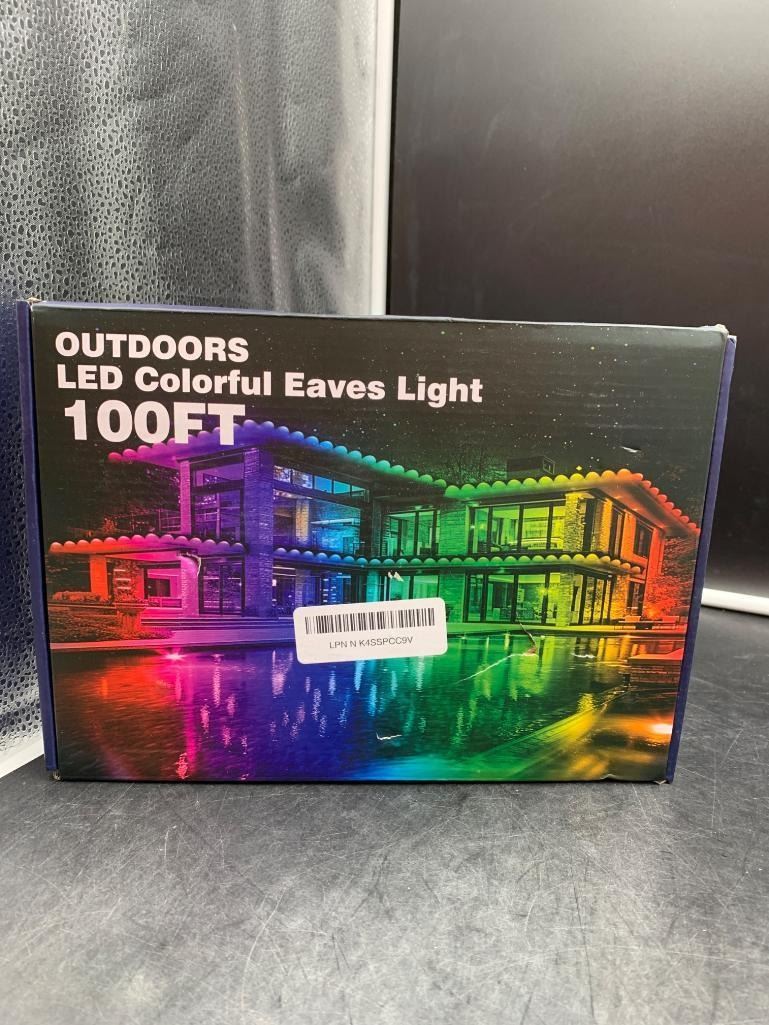 OUTDOORS
LED Colorful Eaves Light
100FT
LPN N K4SSPCC9V